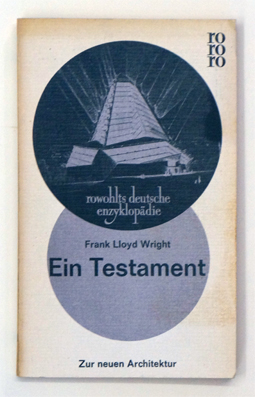 ro
ro
ro
rowohlts deutsche
enzyklopädie
Frank Lloyd Wright
Ein Testament
Zur neuen Architektur